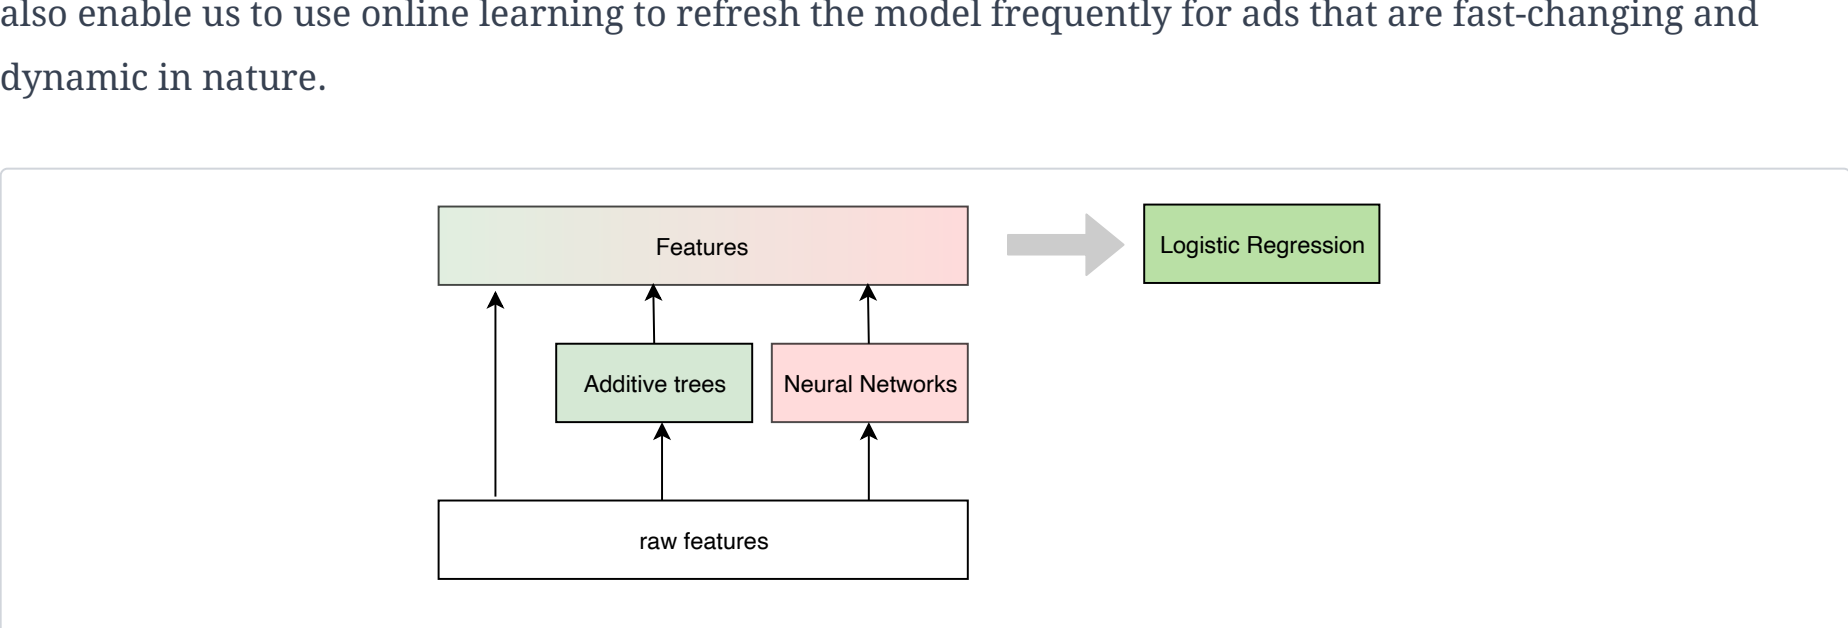 also enable us to use online learning to refresh the model frequently for ads that are fast-changing and
dynamic in nature.
Features
Logistic Regression
Additive trees
Neural Networks
raw features